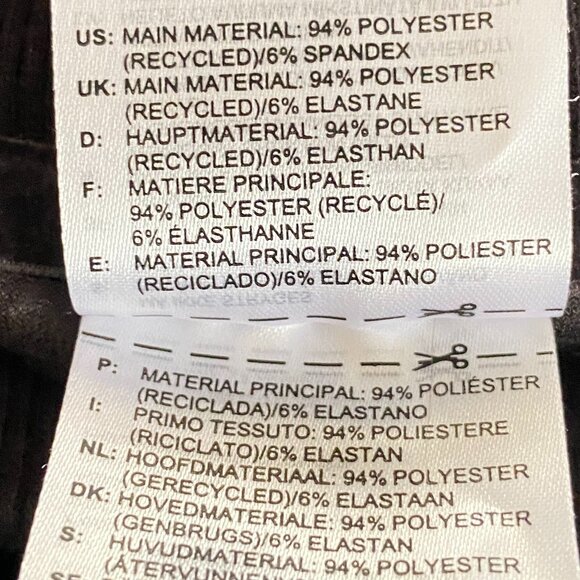 US: MAIN MATERIAL: 94% POLYESTER
(RECYCLED)/6% SPANDEX
UK: MAIN MATERIAL: 94% POLYESTER
(RECYCLED)/6% ELASTANE
D: HAUPTMATERIAL: 94% POLYESTER
(RECYCLED)/6% ELASTHAN
F: MATIERE PRINCIPALE:
94% POLYESTER (RECYCLÉ)/
6% ÉLASTHANNE
E: MATERIAL PRINCIPAL: 94% POLIESTER
(RECICLADO)/6% ELASTANO
P: MATERIAL PRINCIPAL: 94% POLIÉSTER
(RECICLADA)/6% ELASTANO
I: PRIMO TESSUTO: 94% POLIESTERE
(RICICLATO)/6% ELASTAN
NL: HOOFDMATERIAAL: 94% POLYESTER
(GERECYCLED)/6% ELASTAAN
DK: HOVEDMATERIALE: 94% POLYESTER
(GENBRUGS)/6% ELASTAN
S: HUVUDMATERIAL: 94% POLYESTER